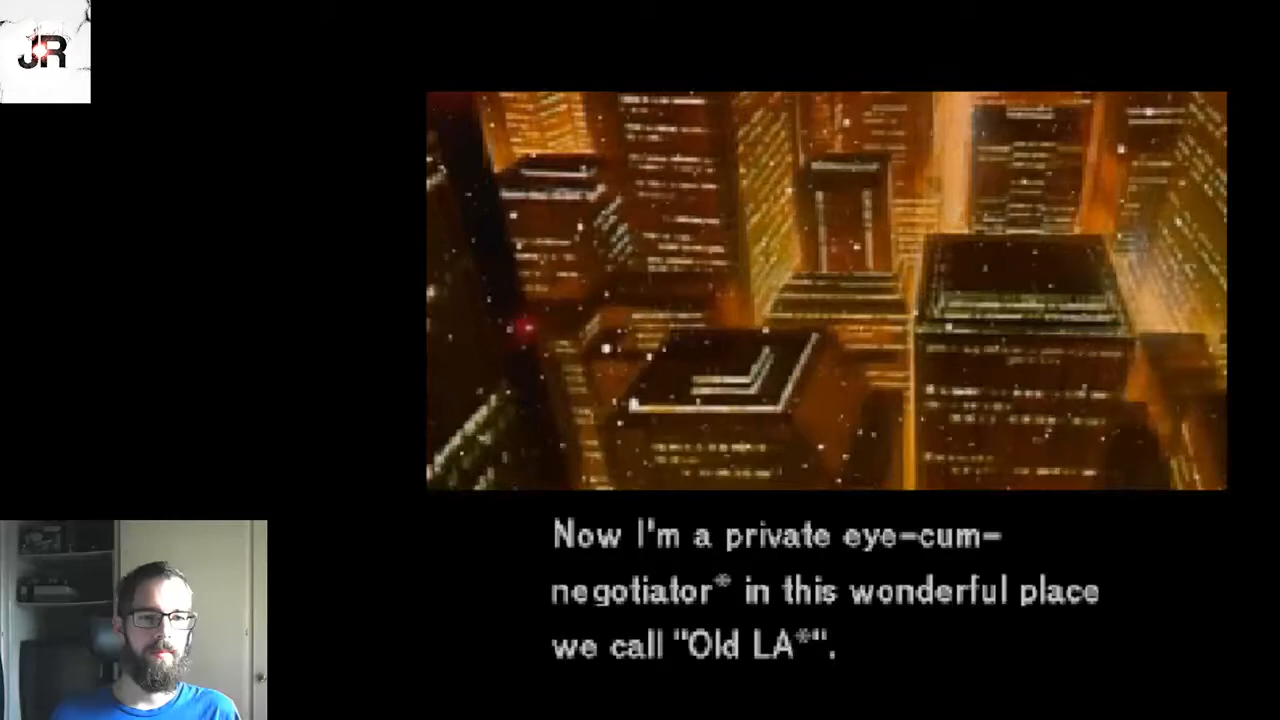 JR
Now I'm a private eye-cum-
negotiator* in this wonderful place
we call "Old LA*".